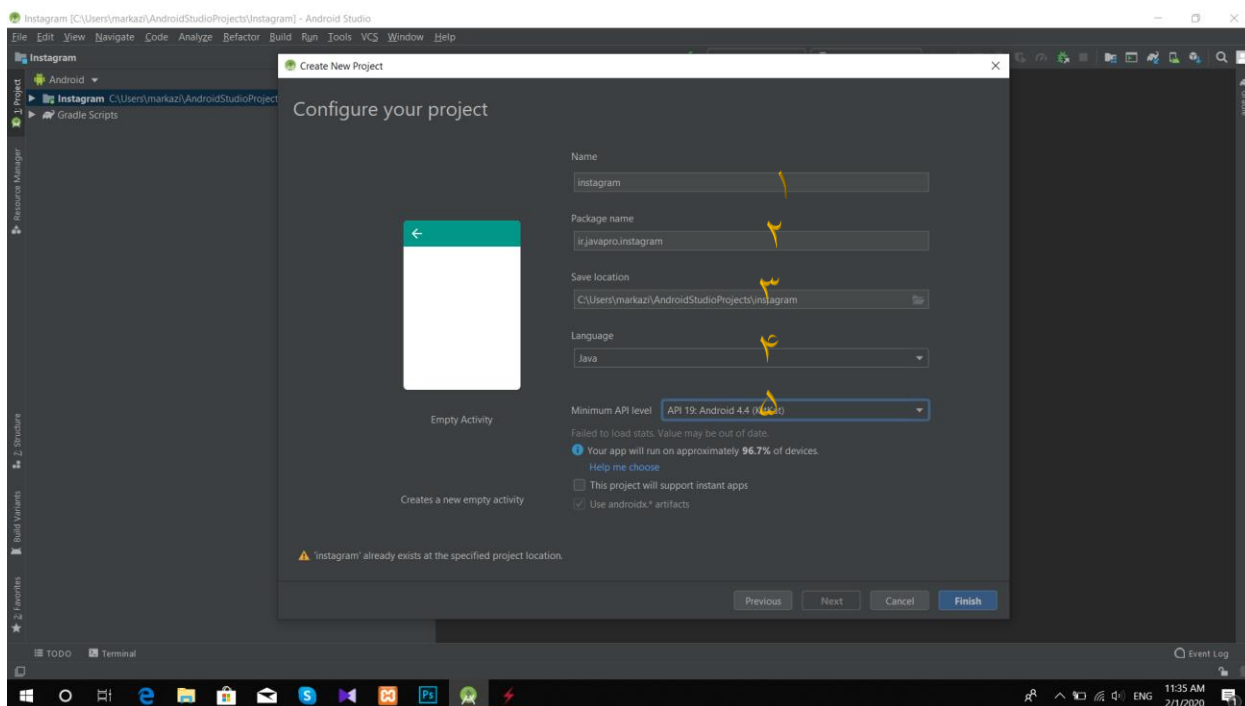 Instagram [C:\Users\markazi\AndroidStudioProjects\Instagram] - Android Studio
File Edit View Navigate Code Analyze Refactor Build Run Tools VCS Window Help
Instagram
Create New Project
Android
1: Project
Instagram C:\Users\markazi\AndroidStudioProject
Gradle Scripts
Resource Manager
2: Structure
Build Variants
2: Favorites
Configure your project
Name
instagram ۱
Package name
ir.javapro.instagram ۲
Save location
C:\Users\markazi\AndroidStudioProjects\instagram ۳
Language
Java ۴
Minimum API level API 19: Android 4.4 (KitKat) ۵
Failed to load stats. Value may be out of date.
Your app will run on approximately 96.7% of devices.
Help me choose
This project will support instant apps
Use androidx.* artifacts
Empty Activity
Creates a new empty activity
'instagram' already exists at the specified project location.
Previous Next Cancel Finish
TODO Terminal Event Log
Ps ENG 11:35 AM
2/1/2020